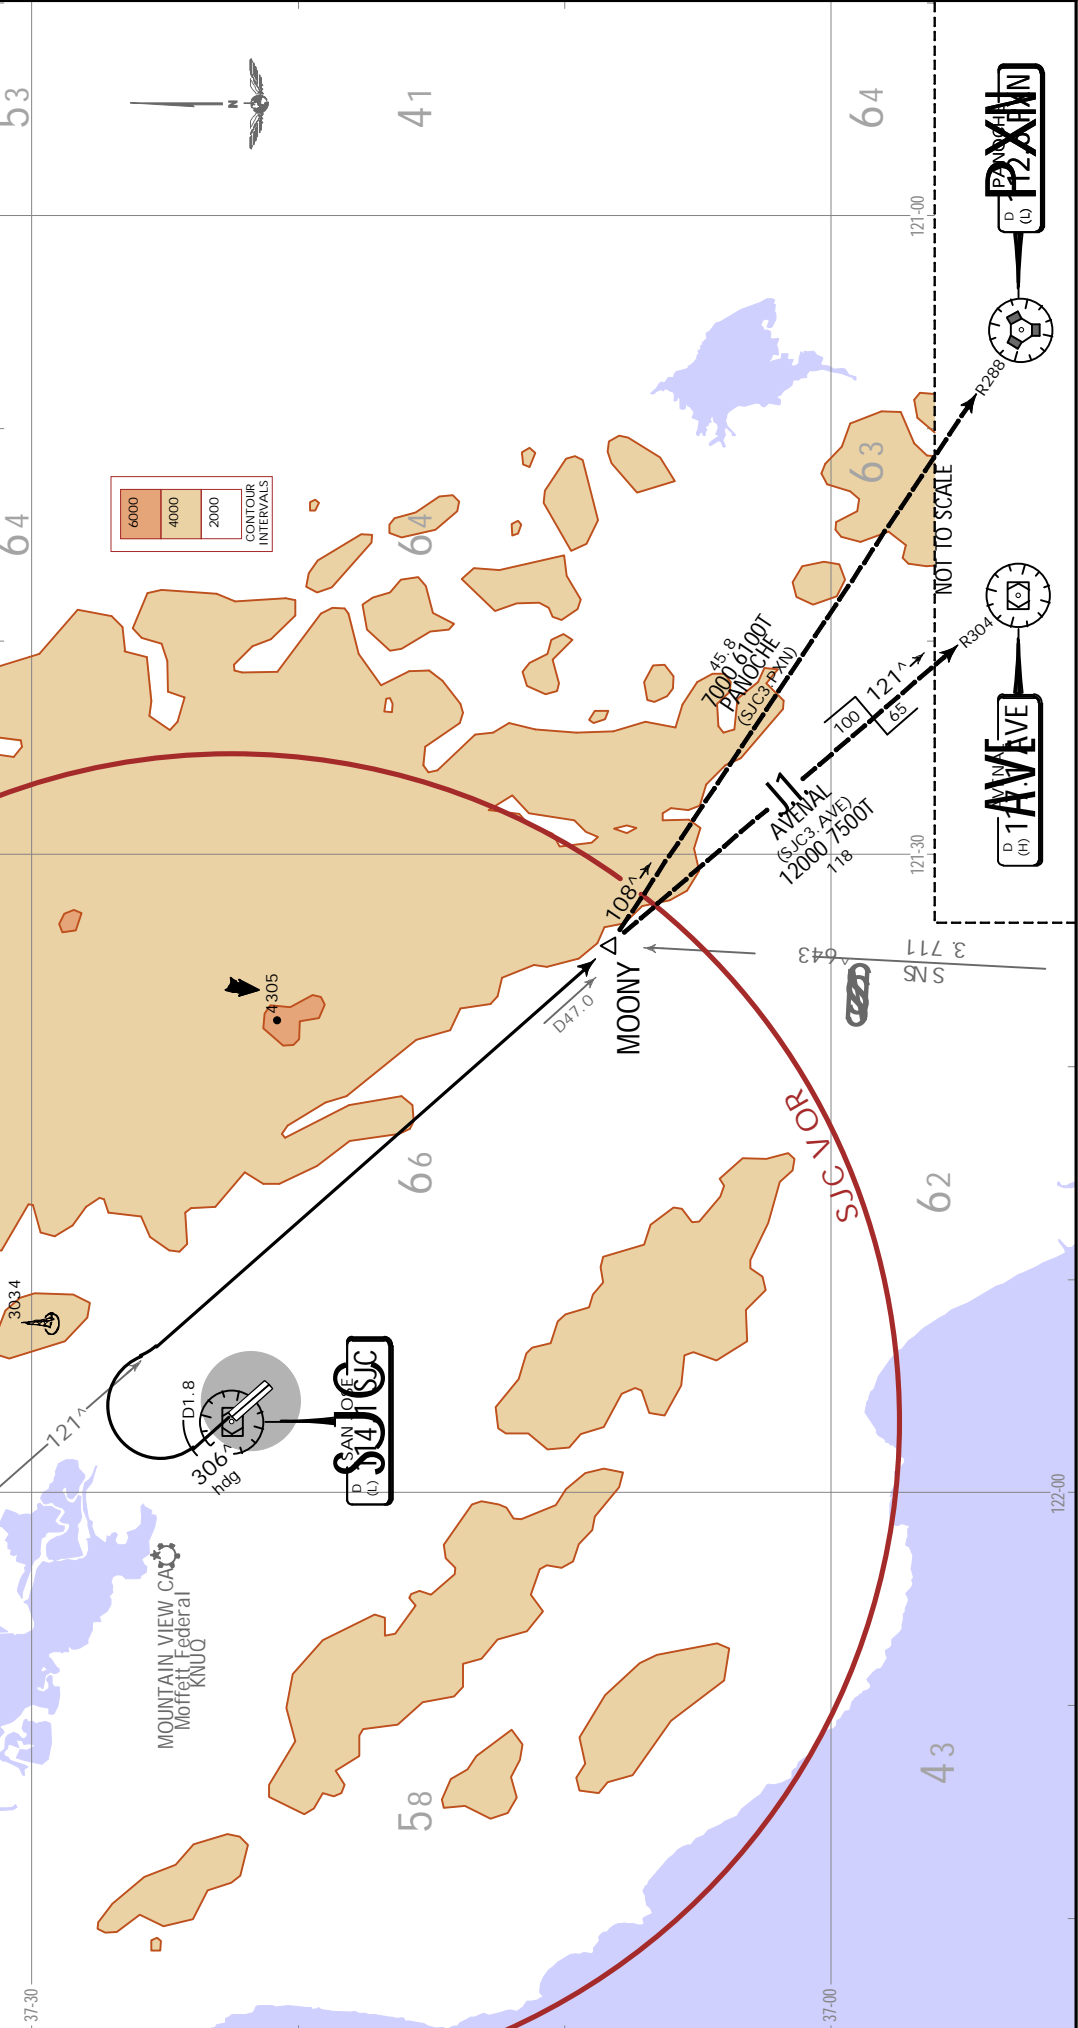 53
41
64
N
PXN
PANOCHE
D
(L)
121-00
R288
63
64
64
6000
4000
2000
CONTOUR
INTERVALS
NOT TO SCALE
R304
AVE
D
(H)
45.8
7000 6100T
PANOCHE
(SJC3.PXN)
121^
100
65
J1
AVENAL
(SJC3.AVE)
12000 7500T
118
121-30
108^
MOONY
D47.0
4305
SNS
SJC VOR
66
62
3034
121^
D1.8
306^
hdg
SJC
SAN JOSE
D
(L)
122-00
MOUNTAIN VIEW CA
Moffett Federal
KNUQ
58
43
37-30
37-00